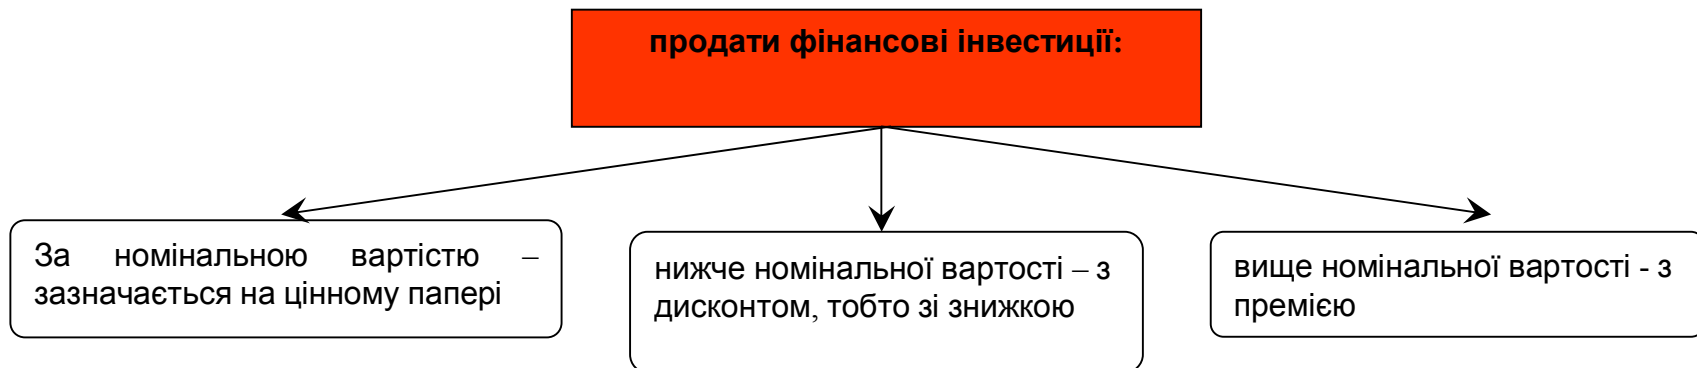 продати фінансові інвестиції:
За номінальною вартістю –
зазначається на цінному папері
нижче номінальної вартості – з
дисконтом, тобто зі знижкою
вище номінальної вартості - з
премією